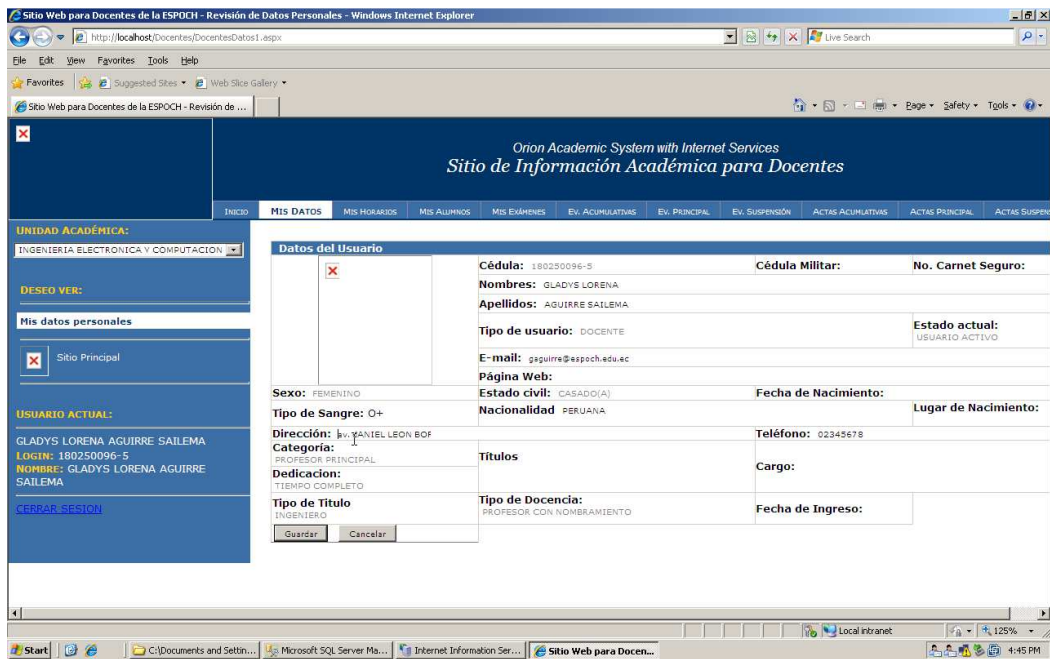 Sitio Web para Docentes de la ESPOCH - Revisión de Datos Personales - Windows Internet Explorer
http://localhost/Docentes/DocentesDatos1.aspx
Live Search
File Edit View Favorites Tools Help
Favorites Suggested Sites Web Slice Gallery
Sitio Web para Docentes de la ESPOCH - Revisión de ...
Page Safety Tools
Orion Academic System with Internet Services
Sitio de Información Académica para Docentes
INICIO MIS DATOS MIS HORARIOS MIS ALUMNOS MIS EXÁMENES EV. ACUMULATIVAS EV. PRINCIPAL EV. SUSPENSIÓN ACTAS ACUMLATIVAS ACTAS PRINCIPAL ACTAS SUSPEN
UNIDAD ACADÉMICA:
INGENIERIA ELECTRONICA Y COMPUTACION
DESEO VER:
Mis datos personales
Sitio Principal
USUARIO ACTUAL:
GLADYS LORENA AGUIRRE SAILEMA
LOGIN: 180250096-5
NOMBRE: GLADYS LORENA AGUIRRE
SAILEMA
CERRAR SESION
Datos del Usuario
Cédula: 180250096-5 Cédula Militar: No. Carnet Seguro:
Nombres: GLADYS LORENA
Apellidos: AGUIRRE SAILEMA
Tipo de usuario: DOCENTE Estado actual:
USUARIO ACTIVO
E-mail: gaguirre@espoch.edu.ec
Página Web:
Sexo: FEMENINO Estado civil: CASADO(A) Fecha de Nacimiento:
Tipo de Sangre: O+ Nacionalidad PERUANA Lugar de Nacimiento:
Dirección: av. LEON BOR Teléfono: 02345678
Categoría:
PROFESOR PRINCIPAL
Títulos
Cargo:
Dedicacion:
TIEMPO COMPLETO
Tipo de Titulo
INGENIERO
Tipo de Docencia:
PROFESOR CON NOMBRAMIENTO
Fecha de Ingreso:
Guardar Cancelar
Local intranet 125%
Start C:\Documents and Settin... Microsoft SQL Server Ma... Internet Information Ser... Sitio Web para Docen... 4:45 PM